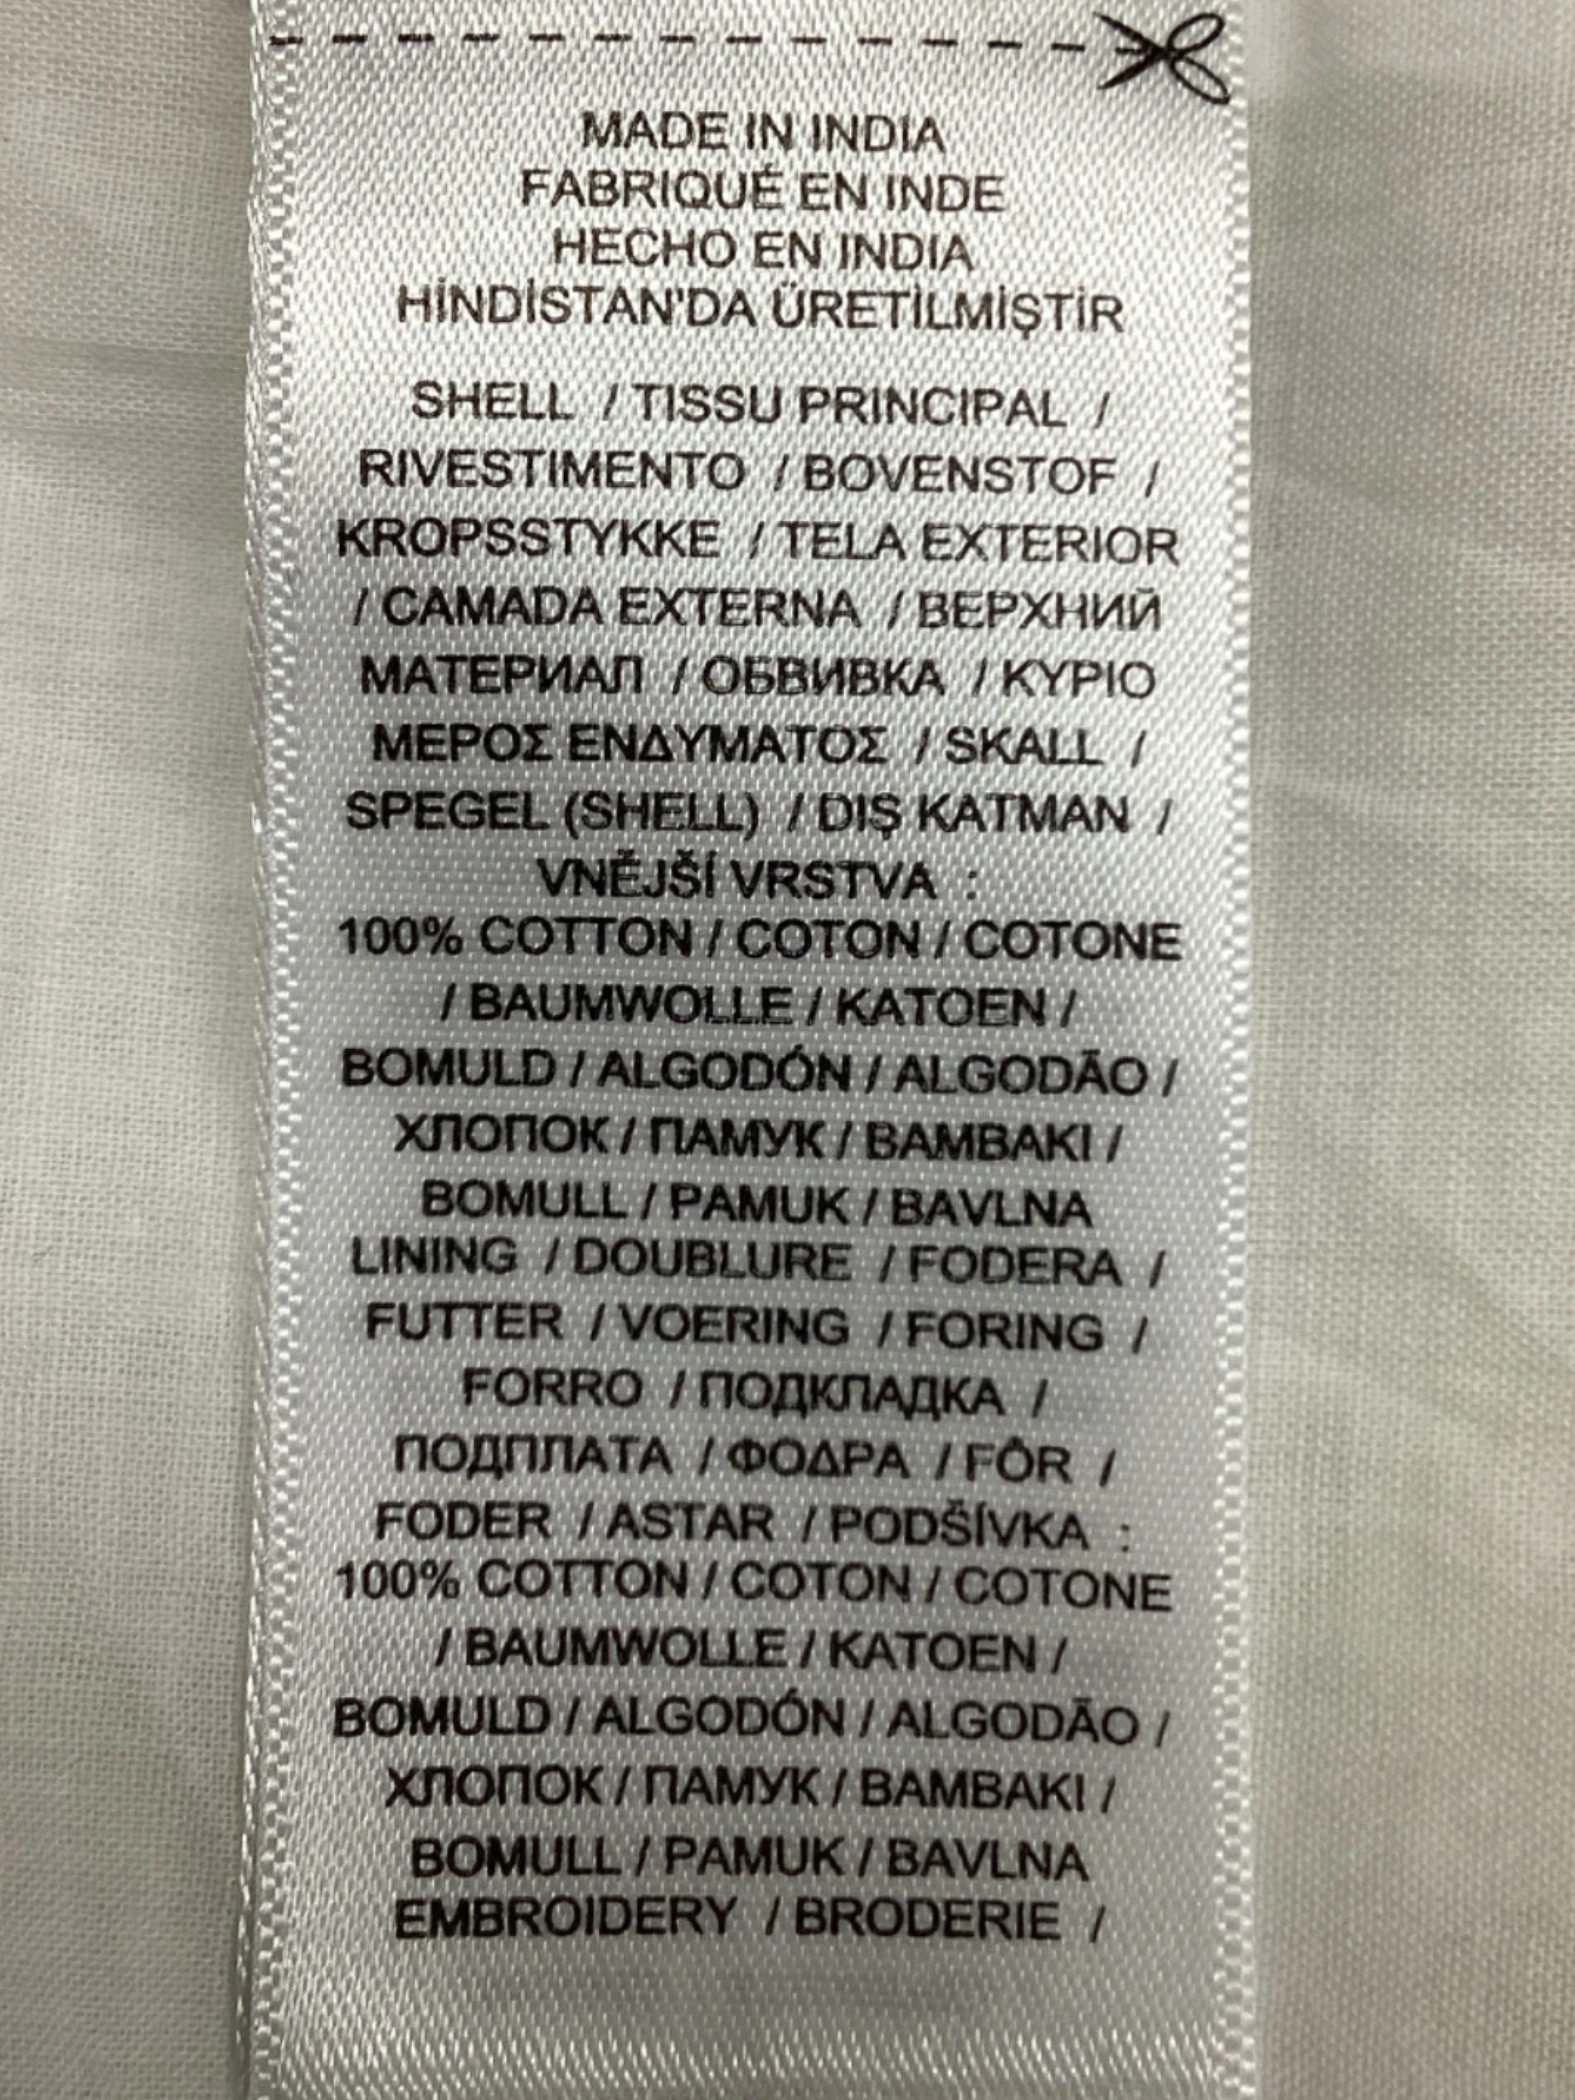 MADE IN INDIA
FABRIQUÉ EN INDE
HECHO EN INDIA
HİNDİSTAN'DA ÜRETİLMİŞTİR
SHELL / TISSU PRINCIPAL /
RIVESTIMENTO / BOVENSTOF /
KROPSSTYKKE / TELA EXTERIOR
/ CAMADA EXTERNA / ВЕРХНИЙ
МАТЕРИАЛ / ОБВИВКА / ΚΥΡΙΟ
ΜΕΡΟΣ ΕΝΔΥΜΑΤΟΣ / SKALL /
SPEGEL (SHELL) / DIŞ KATMAN /
VNĚJŠÍ VRSTVA :
100% COTTON / COTON / COTONE
/ BAUMWOLLE / KATOEN /
BOMULD / ALGODÓN / ALGODÃO /
ХЛОПОК / ПАМУК / ΒΑΜΒΑΚΙ /
BOMULL / PAMUK / BAVLNA
LINING / DOUBLURE / FODERA /
FUTTER / VOERING / FORING /
FORRO / ПОДКЛАДКА /
ПОДПЛАТА / ΦΟΔΡΑ / FÔR /
FODER / ASTAR / PODŠÍVKA :
100% COTTON / COTON / COTONE
/ BAUMWOLLE / KATOEN /
BOMULD / ALGODÓN / ALGODÃO /
ХЛОПОК / ПАМУК / ΒΑΜΒΑΚΙ /
BOMULL / PAMUK / BAVLNA
EMBROIDERY / BRODERIE /